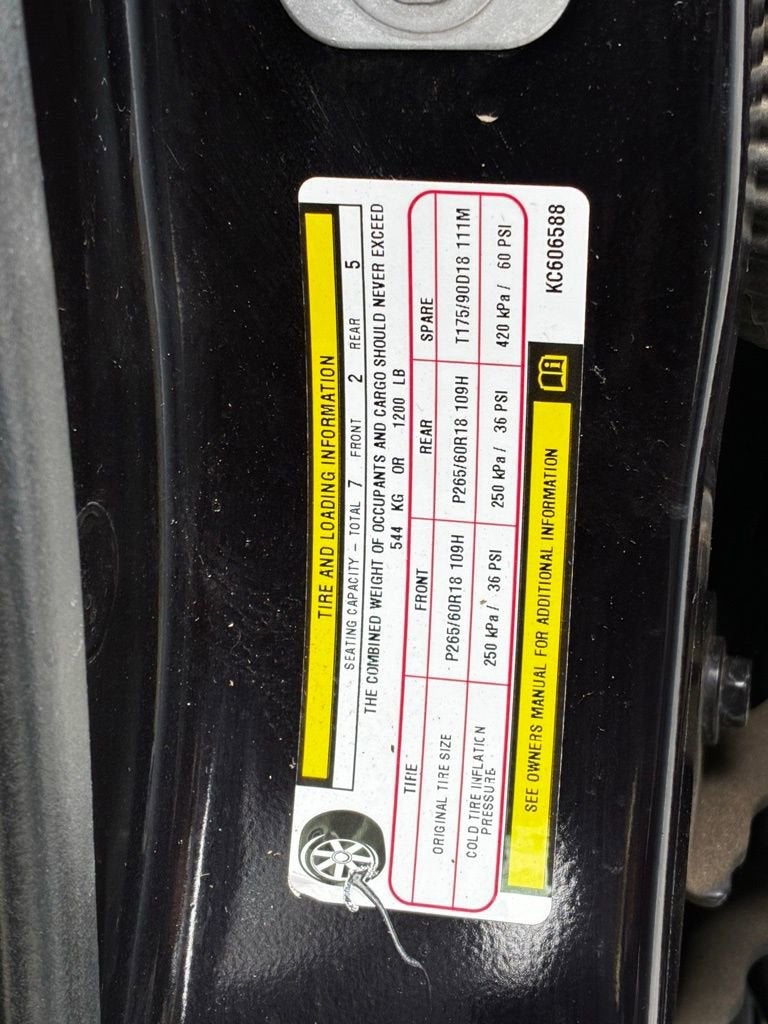 TIRE AND LOADING INFORMATION
SEATING CAPACITY – TOTAL 7 FRONT 2 REAR 5
THE COMBINED WEIGHT OF OCCUPANTS AND CARGO SHOULD NEVER EXCEED
544 KG OR 1200 LB
TIRE FRONT REAR SPARE
ORIGINAL TIRE SIZE P265/60R18 109H P265/60R18 109H T175/90D18 111M
COLD TIRE INFLATION PRESSURE 250 kPa / 36 PSI 250 kPa / 36 PSI 420 kPa / 60 PSI
SEE OWNERS MANUAL FOR ADDITIONAL INFORMATION
KC606588